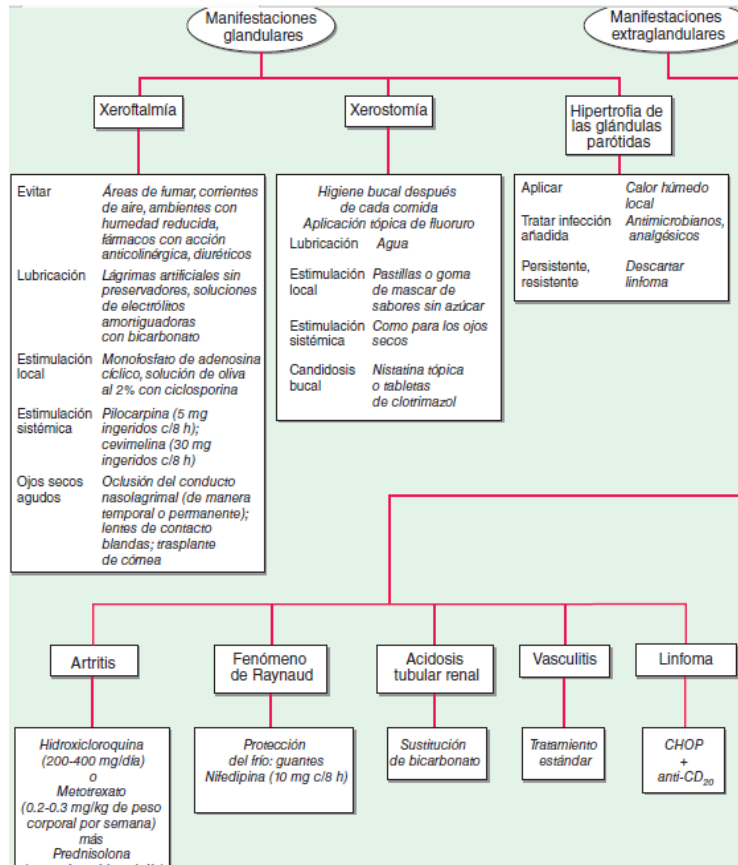 Manifestaciones
glandulares
Manifestaciones
extraglandulares
Xeroftalmía
Xerostomía
Hipertrofia de
las glándulas
parótidas
Evitar Áreas de fumar, corrientes
de aire, ambientes con
humedad reducida,
fármacos con acción
anticolinérgica, diuréticos
Lubricación Lágrimas artificiales sin
preservadores, soluciones
de electrólitos
amortiguadoras
con bicarbonato
Estimulación Monofosfato de adenosina
local cíclico, solución de oliva
al 2% con ciclosporina
Estimulación Pilocarpina (5 mg
sistémica ingeridos c/8 h);
cevimelina (30 mg
ingeridos c/8 h)
Ojos secos Oclusión del conducto
agudos nasolagrimal (de manera
temporal o permanente);
lentes de contacto
blandas; trasplante
de córnea
Higiene bucal después
de cada comida
Aplicación tópica de fluoruro
Lubricación Agua
Estimulación Pastillas o goma
local de mascar de
sabores sin azúcar
Estimulación Como para los ojos
sistémica secos
Candidosis Nistatina tópica
bucal o tabletas
de clotrimazol
Aplicar Calor húmedo
local
Tratar infección Antimicrobianos,
añadida analgésicos
Persistente, Descartar
resistente linfoma
Artritis
Fenómeno
de Raynaud
Acidosis
tubular renal
Vasculitis
Linfoma
Hidroxicloroquina
(200-400 mg/día)
o
Metotrexato
(0.2-0.3 mg/kg de peso
corporal por semana)
más
Prednisolona
Protección
del frío: guantes
Nifedipina (10 mg c/8 h)
Sustitución
de bicarbonato
Tratamiento
estándar
CHOP
+
anti-CD20